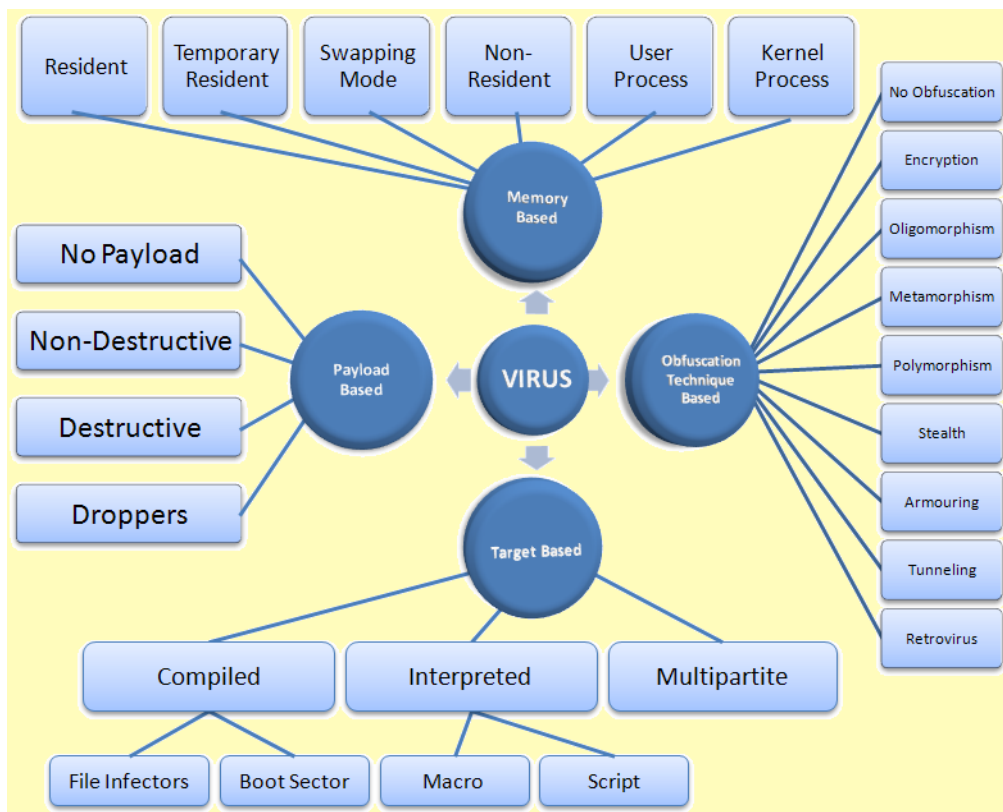 Resident
Temporary
Resident
Swapping
Mode
Non-
Resident
User
Process
Kernel
Process
Memory
Based
No Obfuscation
Encryption
Oligomorphism
Metamorphism
Polymorphism
Stealth
Armouring
Tunneling
Retrovirus
No Payload
Non-Destructive
Destructive
Droppers
Payload
Based
VIRUS
Obfuscation
Technique
Based
Target Based
Compiled
Interpreted
Multipartite
File Infectors
Boot Sector
Macro
Script